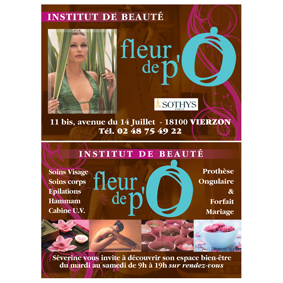 INSTITUT DE BEAUTÉ
fleur
de p'Ô
SOTHYS
11 bis, avenue du 14 Juillet - 18100 VIERZON
Tél. 02 48 75 49 22
INSTITUT DE BEAUTÉ
Soins Visage
Soins corps
Epilations
Hammam
Cabine U.V.
fleur
de p'Ô
Prothèse
Ongulaire
&
Forfait
Mariage
Séverine vous invite à découvrir son espace bien-être
du mardi au samedi de 9h à 19h sur rendez-vous